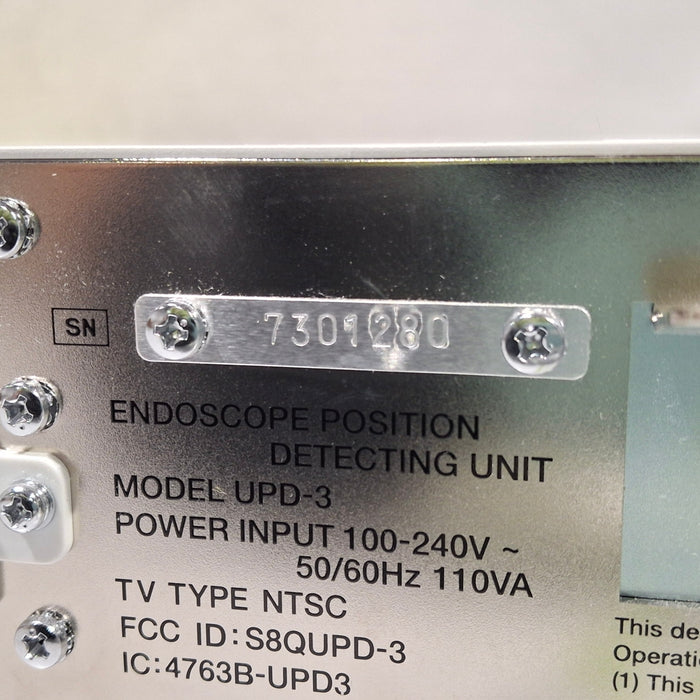 SN
7301280
ENDOSCOPE POSITION
DETECTING UNIT
MODEL UPD-3
POWER INPUT 100-240V ~
50/60Hz 110VA
TV TYPE NTSC
FCC ID: S8QUPD-3
IC: 4763B-UPD3
This de
Operati
(1) This